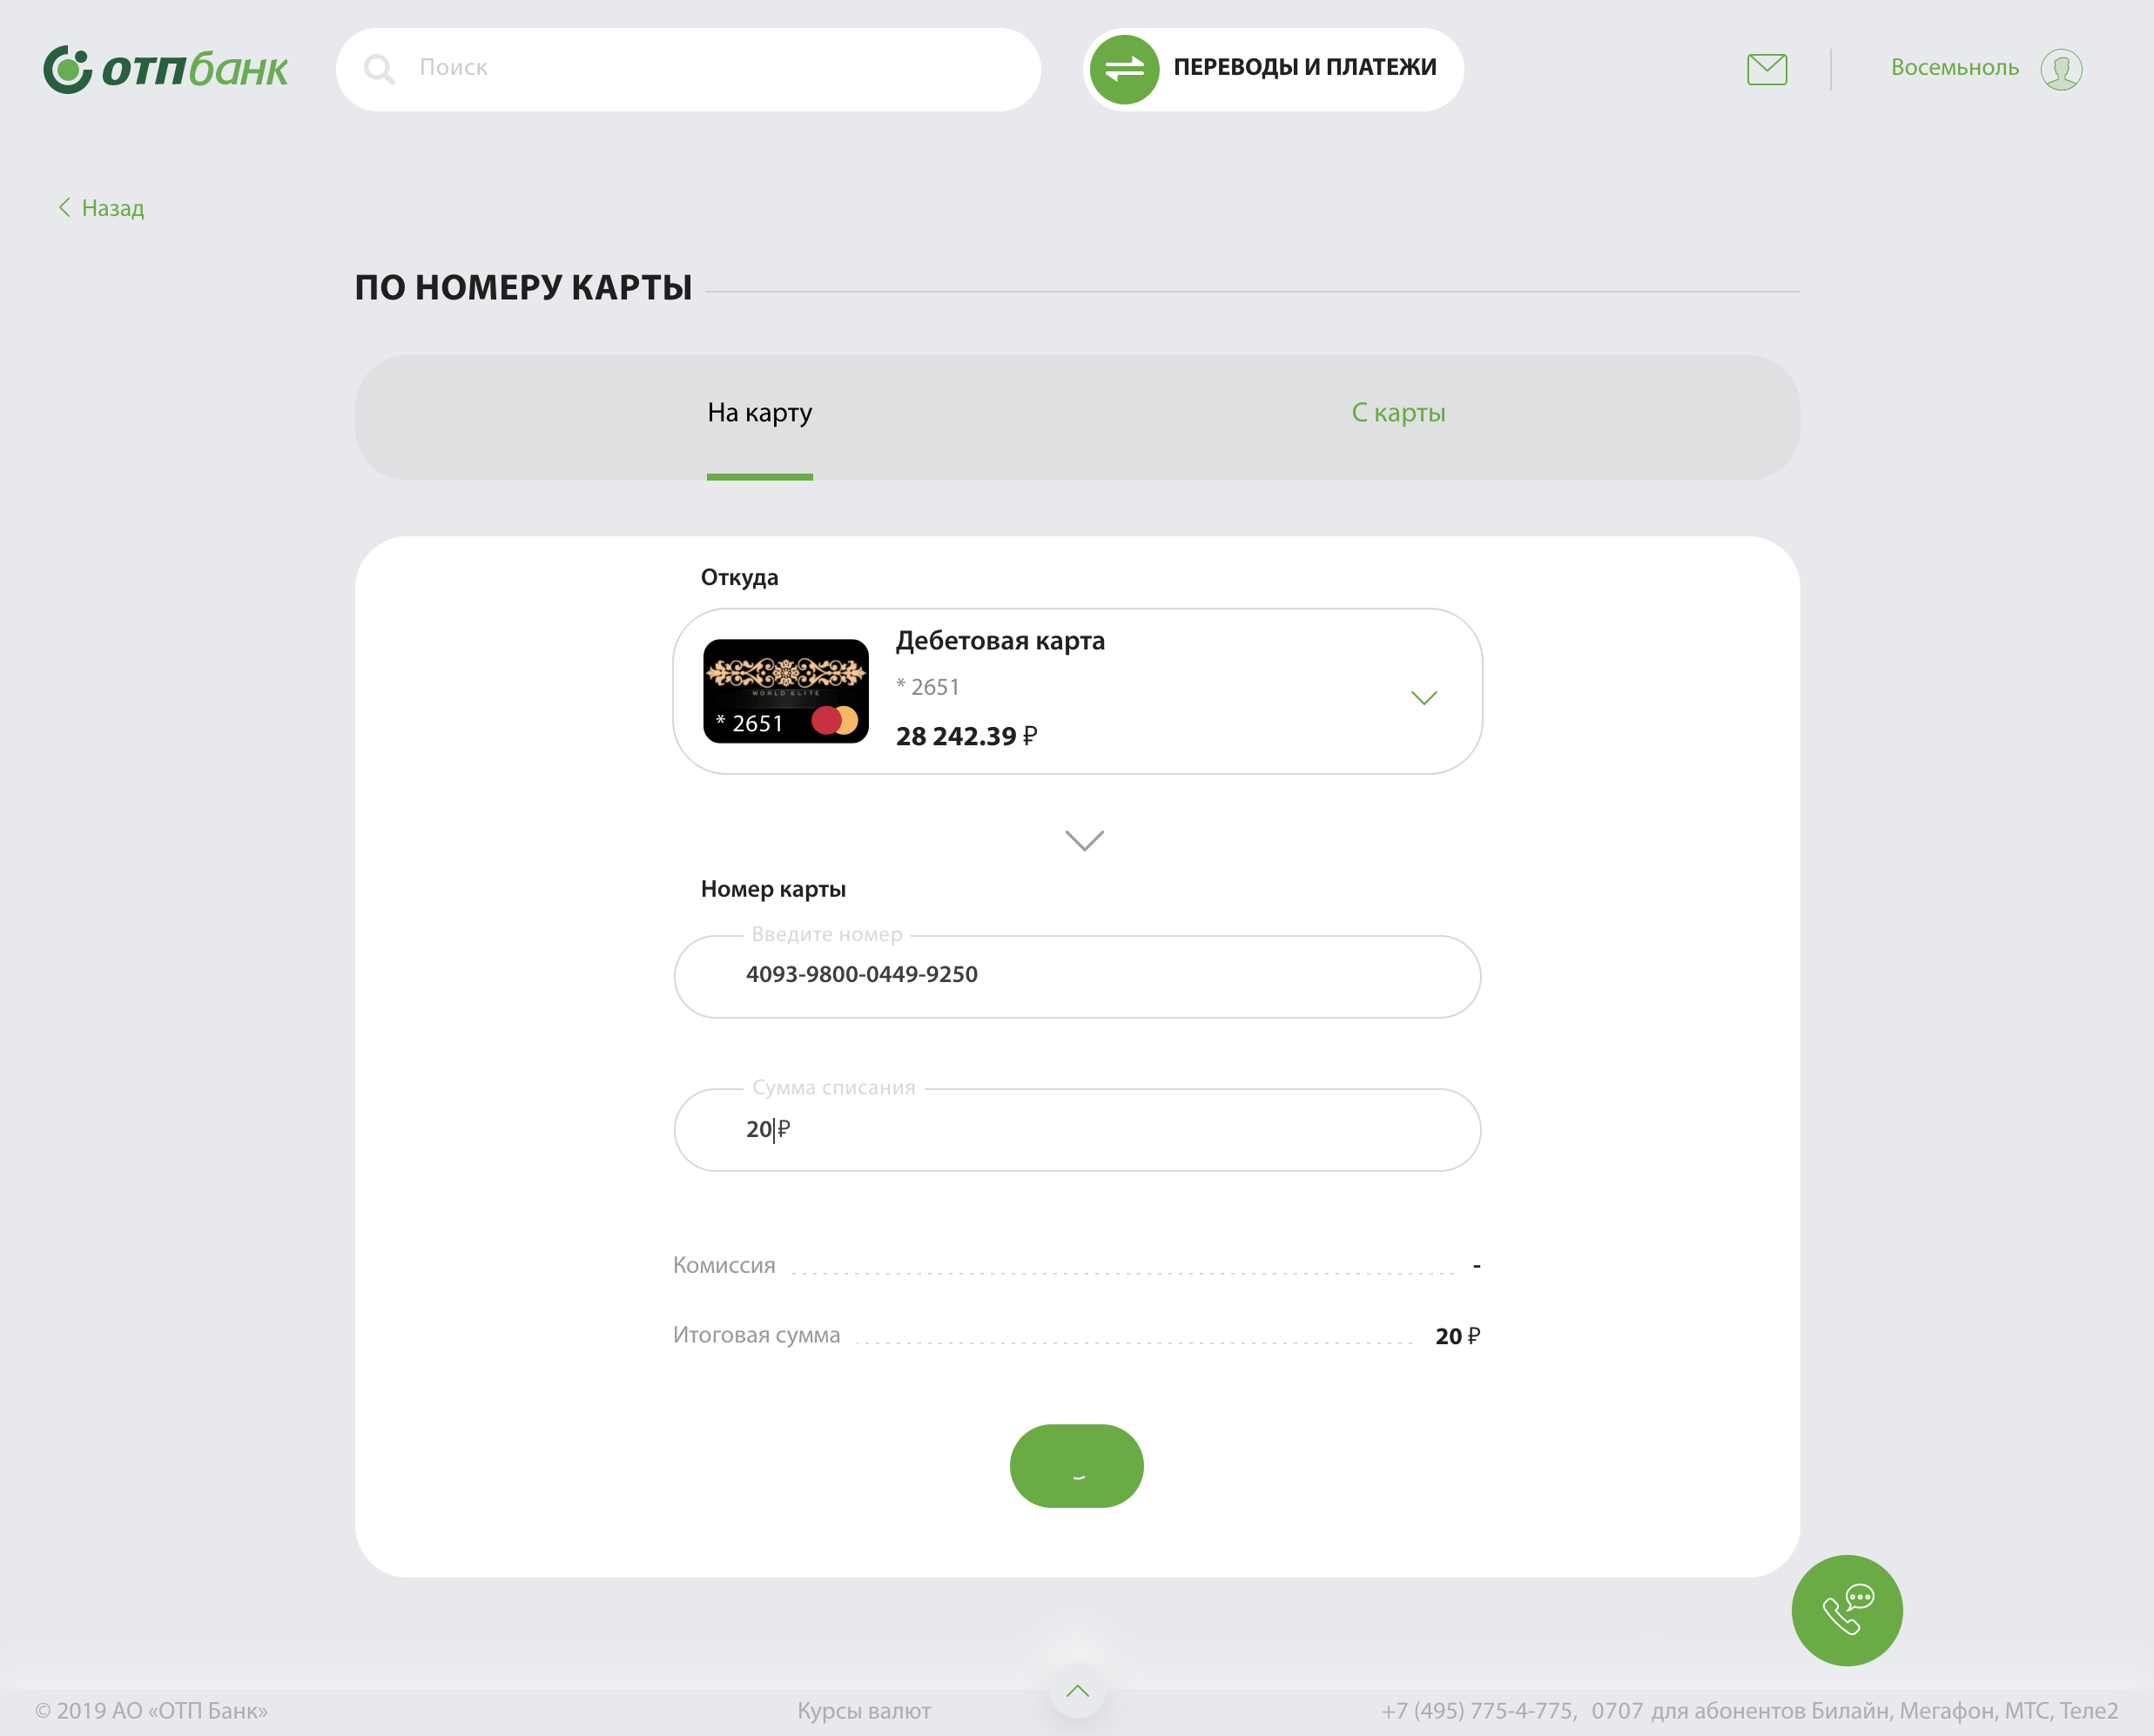 ОТПбанк
Поиск
ПЕРЕВОДЫ И ПЛАТЕЖИ
Восемьноль
Назад
ПО НОМЕРУ КАРТЫ
На карту
С карты
Откуда
WORLD ELITE
* 2651
Дебетовая карта
* 2651
28 242.39 ₽
Номер карты
Введите номер
4093-9800-0449-9250
Сумма списания
20 ₽
Комиссия -
Итоговая сумма 20 ₽
© 2019 АО «ОТП Банк»
Курсы валют
+7 (495) 775-4-775, 0707 для абонентов Билайн, Мегафон, МТС, Теле2